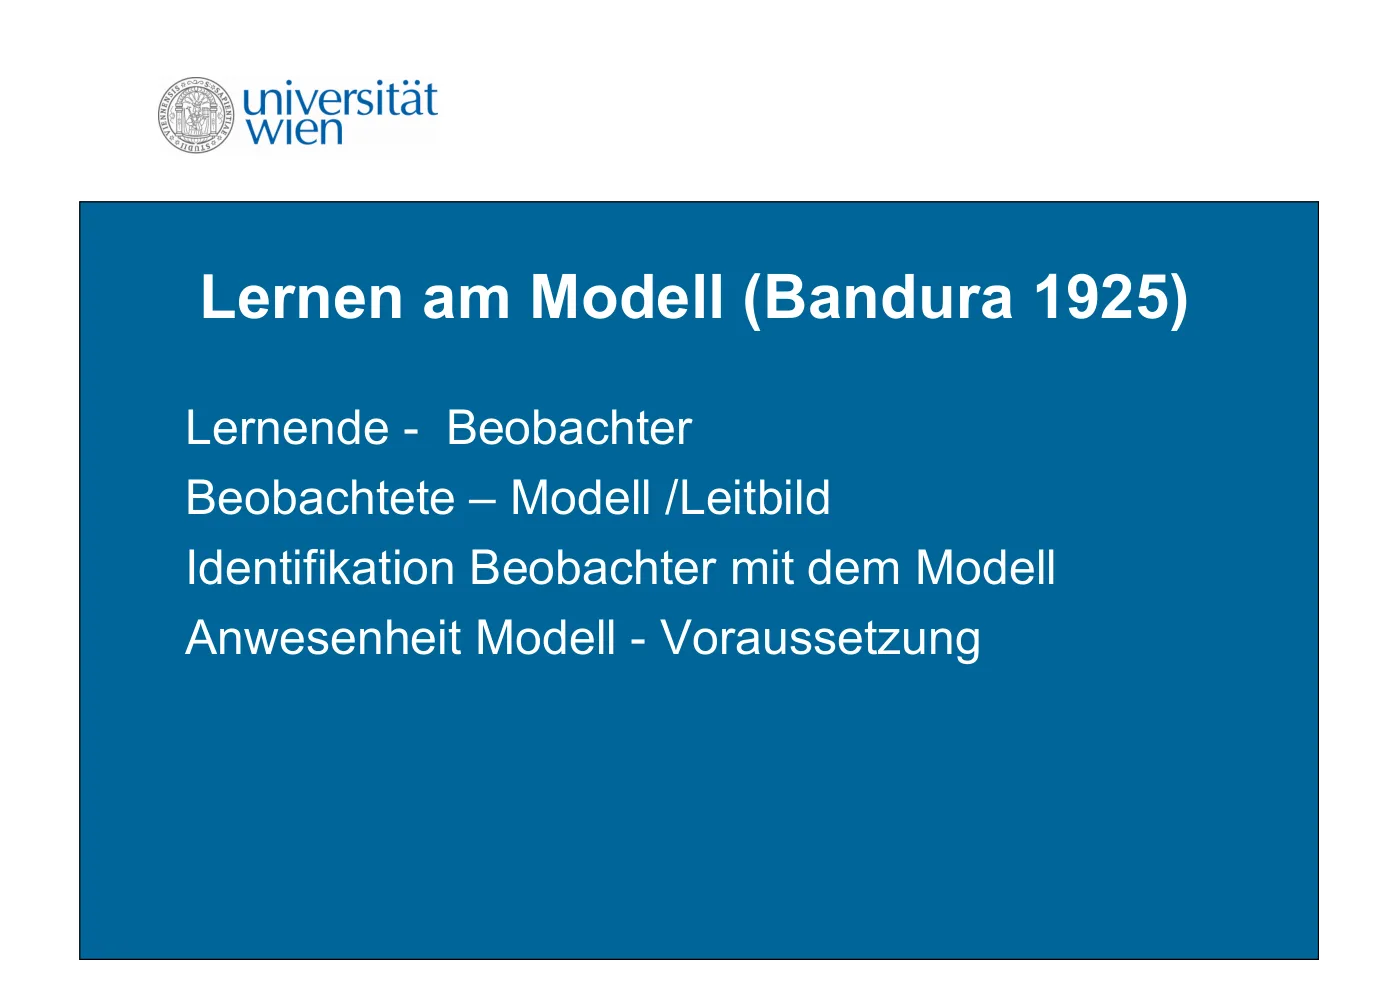 universität
wien
Lernen am Modell (Bandura 1925)
Lernende -  Beobachter
Beobachtete – Modell /Leitbild
Identifikation Beobachter mit dem Modell
Anwesenheit Modell - Voraussetzung